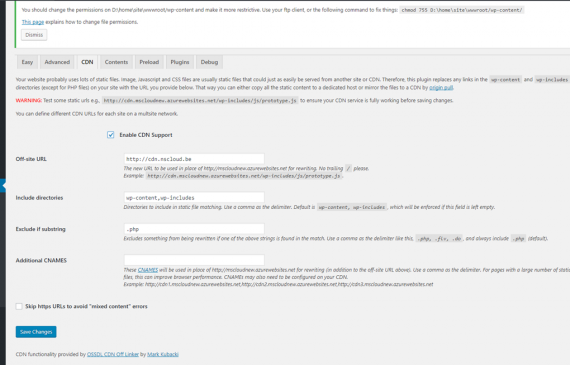 You should change the permissions on D:\home\site\wwwroot/wp-content and make it more restrictive. Use your ftp client, or the following command to fix things: chmod 755 D:\home\site\wwwroot/wp-content/
This page explains how to change file permissions.
Dismiss
Easy Advanced CDN Contents Preload Plugins Debug
Your website probably uses lots of static files. Image, Javascript and CSS files are usually static files that could just as easily be served from another site or CDN. Therefore, this plugin replaces any links in the wp-content and wp-includes
directories (except for PHP files) on your site with the URL you provide below. That way you can either copy all the static content to a dedicated host or mirror the files to a CDN by origin pull.
WARNING: Test some static urls e.g., http://cdn.mscloudnew.azurewebsites.net/wp-includes/js/prototype.js to ensure your CDN service is fully working before saving changes.
You can define different CDN URLs for each site on a multisite network.
Enable CDN Support
Off-site URL http://cdn.nscloud.be
The new URL to be used in place of http://mscloudnew.azurewebsites.net for rewriting. No trailing / please.
Example: http://cdn.mscloudnew.azurewebsites.net/wp-includes/js/prototype.js.
Include directories wp-content,wp-includes
Directories to include in static file matching. Use a comma as the delimiter. Default is wp-content, wp-includes, which will be enforced if this field is left empty.
Exclude if substring .php
Excludes something from being rewritten if one of the above strings is found in the match. Use a comma as the delimiter like this, .php, .flv, .do, and always include .php (default).
Additional CNAMES
These CNAMES will be used in place of http://mscloudnew.azurewebsites.net for rewriting (in addition to the off-site URL above). Use a comma as the delimiter. For pages with a large number of static
files, this can improve browser performance. CNAMEs may also need to be configured on your CDN.
Example: http://cdn1.mscloudnew.azurewebsites.net,http://cdn2.mscloudnew.azurewebsites.net,http://cdn3.mscloudnew.azurewebsites.net
Skip https URLs to avoid "mixed content" errors
Save Changes
CDN functionality provided by OSSDL CDN Off Linker by Mark Kubacki